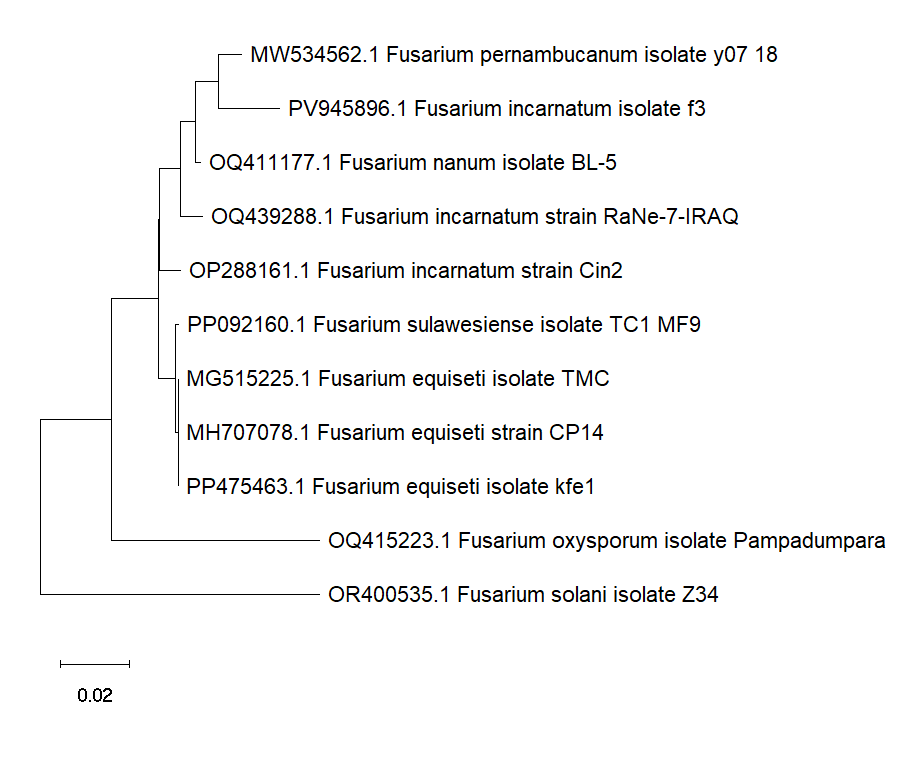 MW534562.1 Fusarium pernambucanum isolate y07 18
PV945896.1 Fusarium incarnatum isolate f3
OQ411177.1 Fusarium nanum isolate BL-5
OQ439288.1 Fusarium incarnatum strain RaNe-7-IRAQ
OP288161.1 Fusarium incarnatum strain Cin2
PP092160.1 Fusarium sulawesiense isolate TC1 MF9
MG515225.1 Fusarium equiseti isolate TMC
MH707078.1 Fusarium equiseti strain CP14
PP475463.1 Fusarium equiseti isolate kfe1
OQ415223.1 Fusarium oxysporum isolate Pampadumpara
OR400535.1 Fusarium solani isolate Z34
0.02